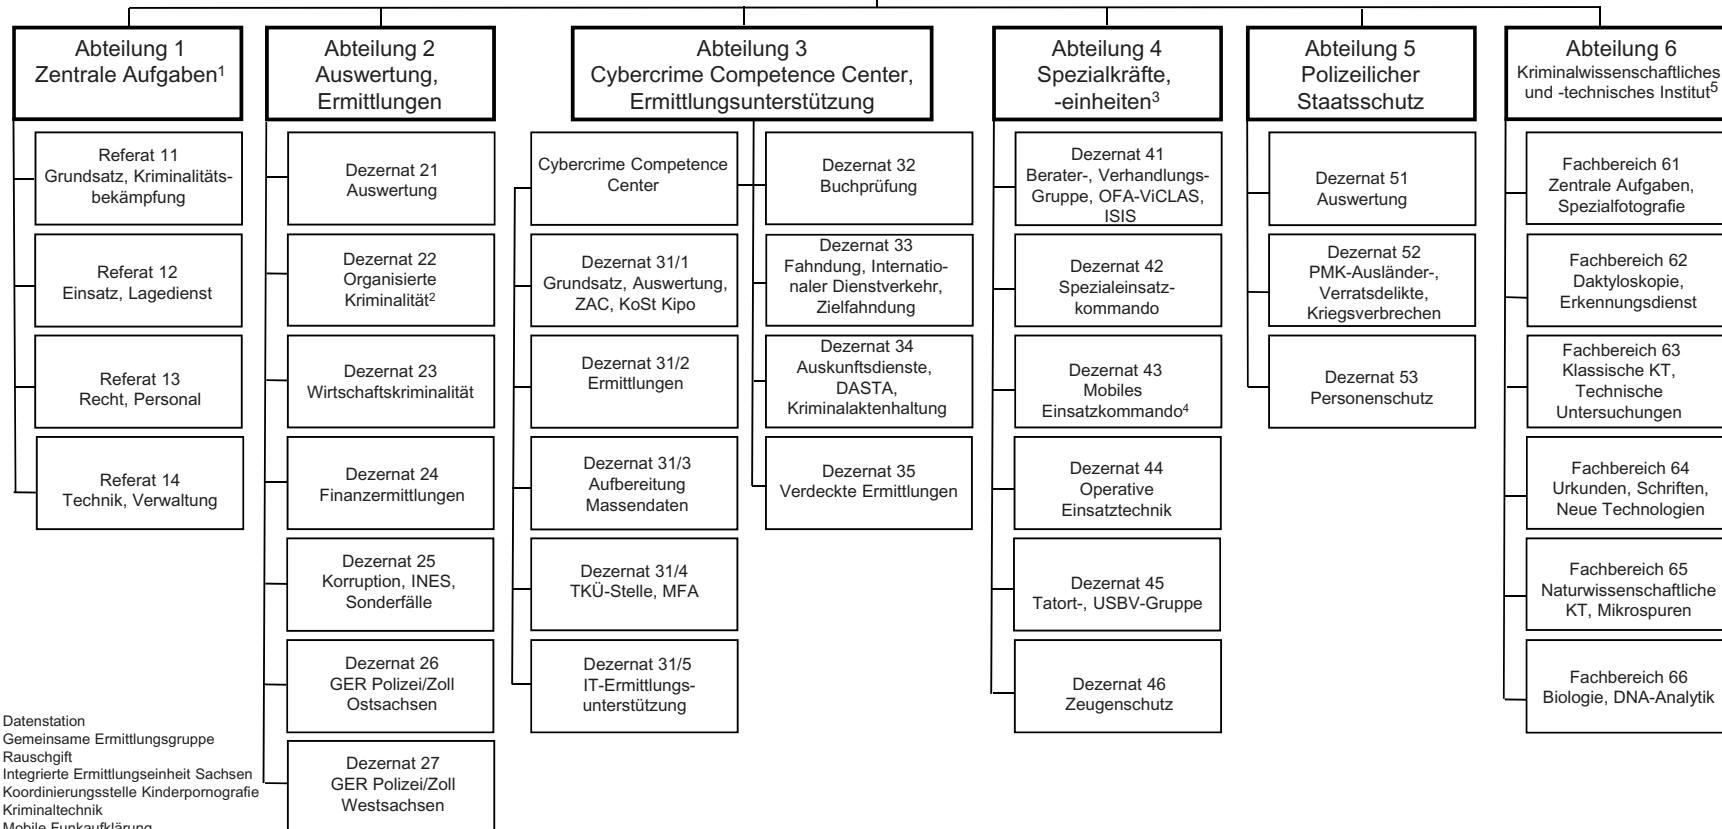 Abteilung 1
Zentrale Aufgaben¹
Referat 11
Grundsatz, Kriminalitäts-
bekämpfung
Referat 12
Einsatz, Lagedienst
Referat 13
Recht, Personal
Referat 14
Technik, Verwaltung
Abteilung 2
Auswertung,
Ermittlungen
Dezernat 21
Auswertung
Dezernat 22
Organisierte
Kriminalität²
Dezernat 23
Wirtschaftskriminalität
Dezernat 24
Finanzermittlungen
Dezernat 25
Korruption, INES,
Sonderfälle
Dezernat 26
GER Polizei/Zoll
Ostsachsen
Dezernat 27
GER Polizei/Zoll
Westsachsen
Abteilung 3
Cybercrime Competence Center,
Ermittlungsunterstützung
Cybercrime Competence
Center
Dezernat 31/1
Grundsatz, Auswertung,
ZAC, KoSt Kipo
Dezernat 31/2
Ermittlungen
Dezernat 31/3
Aufbereitung
Massendaten
Dezernat 31/4
TKÜ-Stelle, MFA
Dezernat 31/5
IT-Ermittlungs-
unterstützung
Dezernat 32
Buchprüfung
Dezernat 33
Fahndung, Internatio-
naler Dienstverkehr,
Zielfahndung
Dezernat 34
Auskunftsdienste,
DASTA,
Kriminalaktenhaltung
Dezernat 35
Verdeckte Ermittlungen
Abteilung 4
Spezialkräfte,
-einheiten³
Dezernat 41
Berater-, Verhandlungs-
Gruppe, OFA-ViCLAS,
ISIS
Dezernat 42
Spezialeinsatz-
kommando
Dezernat 43
Mobiles
Einsatzkommando⁴
Dezernat 44
Operative
Einsatztechnik
Dezernat 45
Tatort-, USBV-Gruppe
Dezernat 46
Zeugenschutz
Abteilung 5
Polizeilicher
Staatsschutz
Dezernat 51
Auswertung
Dezernat 52
PMK-Ausländer-,
Verratsdelikte,
Kriegsverbrechen
Dezernat 53
Personenschutz
Abteilung 6
Kriminalwissenschaftliches
und -technisches Institut⁵
Fachbereich 61
Zentrale Aufgaben,
Spezialfotografie
Fachbereich 62
Daktyloskopie,
Erkennungsdienst
Fachbereich 63
Klassische KT,
Technische
Untersuchungen
Fachbereich 64
Urkunden, Schriften,
Neue Technologien
Fachbereich 65
Naturwissenschaftliche
KT, Mikrospuren
Fachbereich 66
Biologie, DNA-Analytik
Datenstation
Gemeinsame Ermittlungsgruppe
Rauschgift
Integrierte Ermittlungseinheit Sachsen
Koordinierungsstelle Kinderpornografie
Kriminaltechnik
Mobile Funkaufklärung